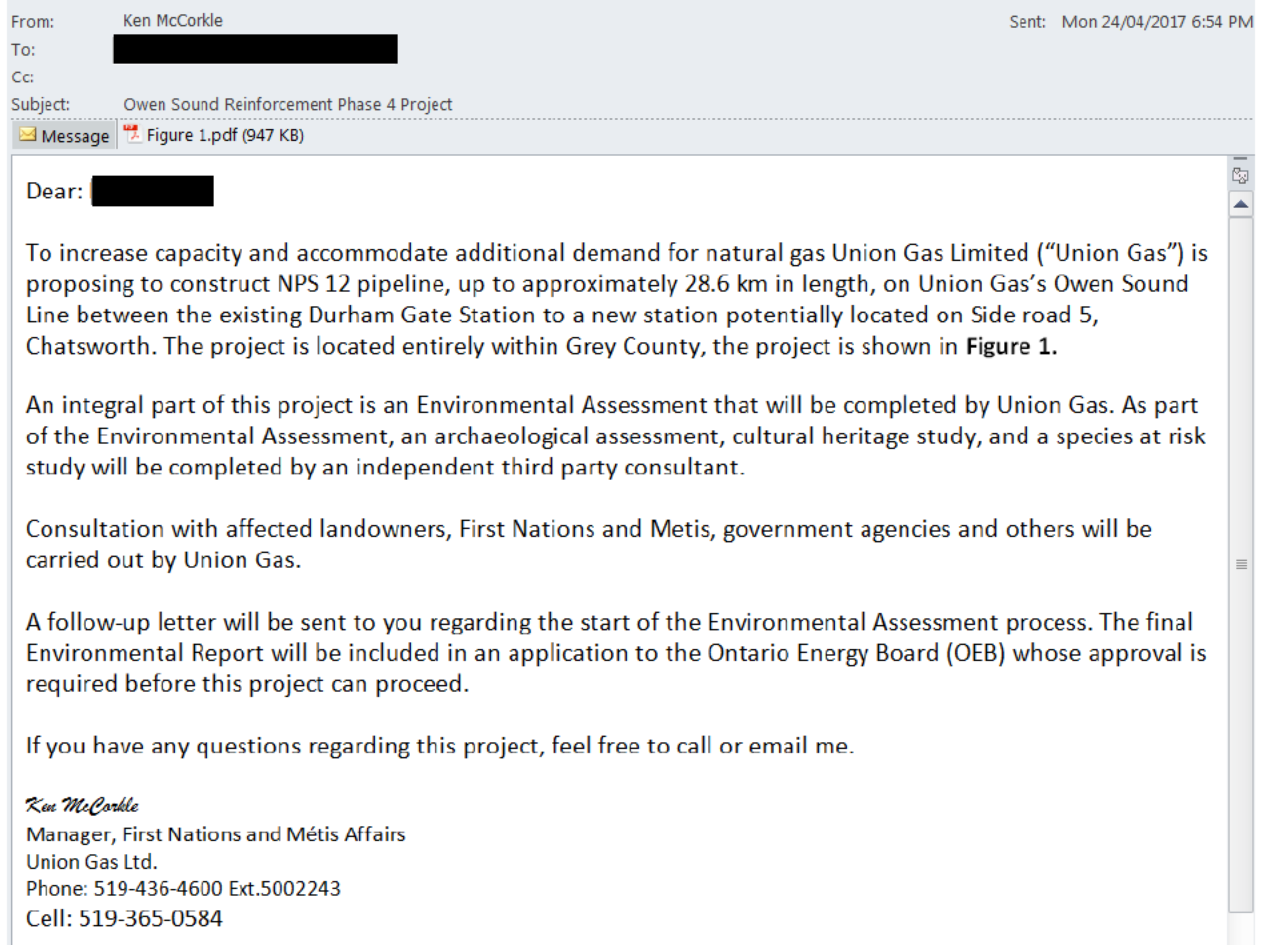 From: Ken McCorkle Sent: Mon 24/04/2017 6:54 PM
To:
Cc:
Subject: Owen Sound Reinforcement Phase 4 Project
Message Figure 1.pdf (947 KB)
Dear:
To increase capacity and accommodate additional demand for natural gas Union Gas Limited (“Union Gas”) is
proposing to construct NPS 12 pipeline, up to approximately 28.6 km in length, on Union Gas’s Owen Sound
Line between the existing Durham Gate Station to a new station potentially located on Side road 5,
Chatsworth. The project is located entirely within Grey County, the project is shown in Figure 1.
An integral part of this project is an Environmental Assessment that will be completed by Union Gas. As part
of the Environmental Assessment, an archaeological assessment, cultural heritage study, and a species at risk
study will be completed by an independent third party consultant.
Consultation with affected landowners, First Nations and Metis, government agencies and others will be
carried out by Union Gas.
A follow-up letter will be sent to you regarding the start of the Environmental Assessment process. The final
Environmental Report will be included in an application to the Ontario Energy Board (OEB) whose approval is
required before this project can proceed.
If you have any questions regarding this project, feel free to call or email me.
Ken McCorkle
Manager, First Nations and Métis Affairs
Union Gas Ltd.
Phone: 519-436-4600 Ext.5002243
Cell: 519-365-0584